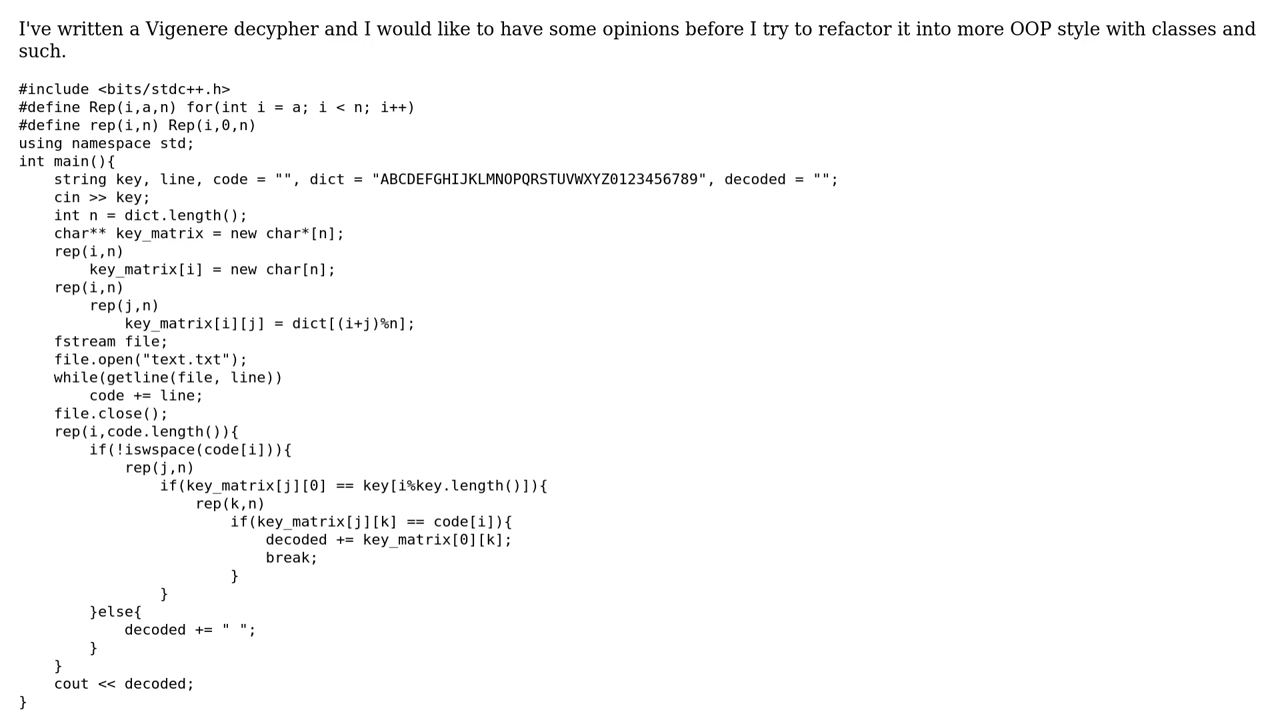 I've written a Vigenere decypher and I would like to have some opinions before I try to refactor it into more OOP style with classes and
such.
#include <bits/stdc++.h>
#define Rep(i,a,n) for(int i = a; i < n; i++)
#define rep(i,n) Rep(i,0,n)
using namespace std;
int main(){
    string key, line, code = "", dict = "ABCDEFGHIJKLMNOPQRSTUVWXYZ0123456789", decoded = "";
    cin >> key;
    int n = dict.length();
    char** key_matrix = new char*[n];
    rep(i,n)
        key_matrix[i] = new char[n];
    rep(i,n)
        rep(j,n)
            key_matrix[i][j] = dict[(i+j)%n];
    fstream file;
    file.open("text.txt");
    while(getline(file, line))
        code += line;
    file.close();
    rep(i,code.length()){
        if(!iswspace(code[i])){
            rep(j,n)
                if(key_matrix[j][0] == key[i%key.length()]){
                    rep(k,n)
                        if(key_matrix[j][k] == code[i]){
                            decoded += key_matrix[0][k];
                            break;
                        }
                }
        }else{
            decoded += " ";
        }
    }
    cout << decoded;
}